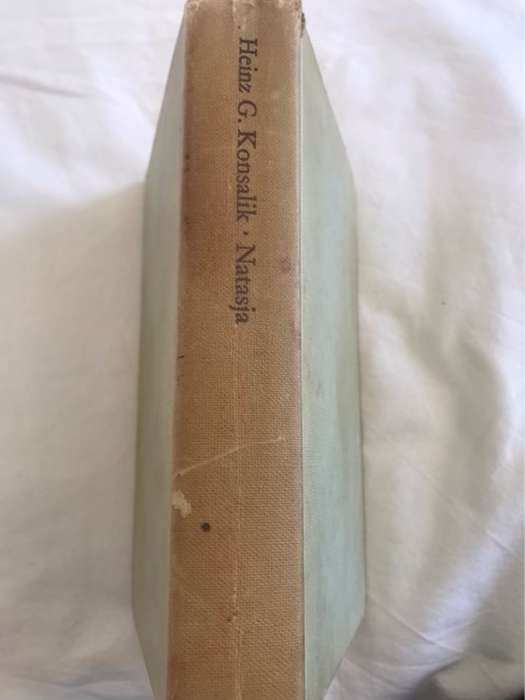 Heinz G. Konsalik · Natasja